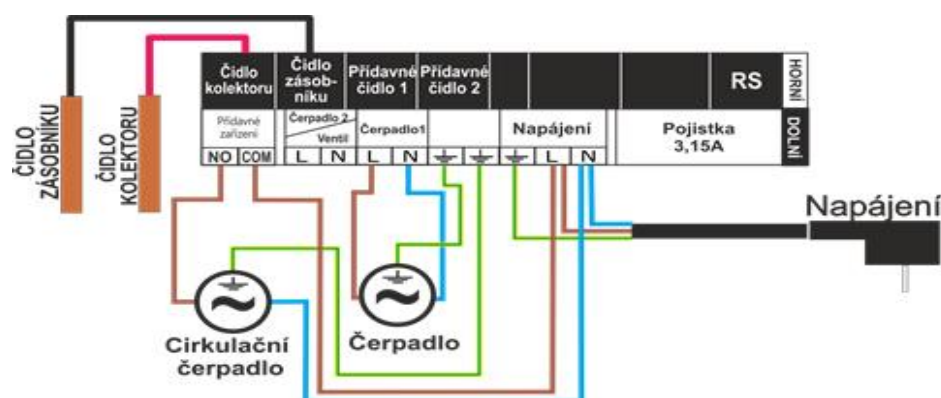 Čidlo
kolektoru
Čidlo
zásob-
níku
Přídavné
čidlo 1
Přídavné
čidlo 2
RS
HORNÍ
Přídavné
zařízení
Čerpadlo 2
Ventil
Čerpadlo1
Napájení
Pojistka
3,15A
DOLNÍ
NO COM L N L N L N
ČIDLO
ZÁSOBNÍKU
ČIDLO
KOLEKTORU
Napájení
Cirkulační
čerpadlo
Čerpadlo